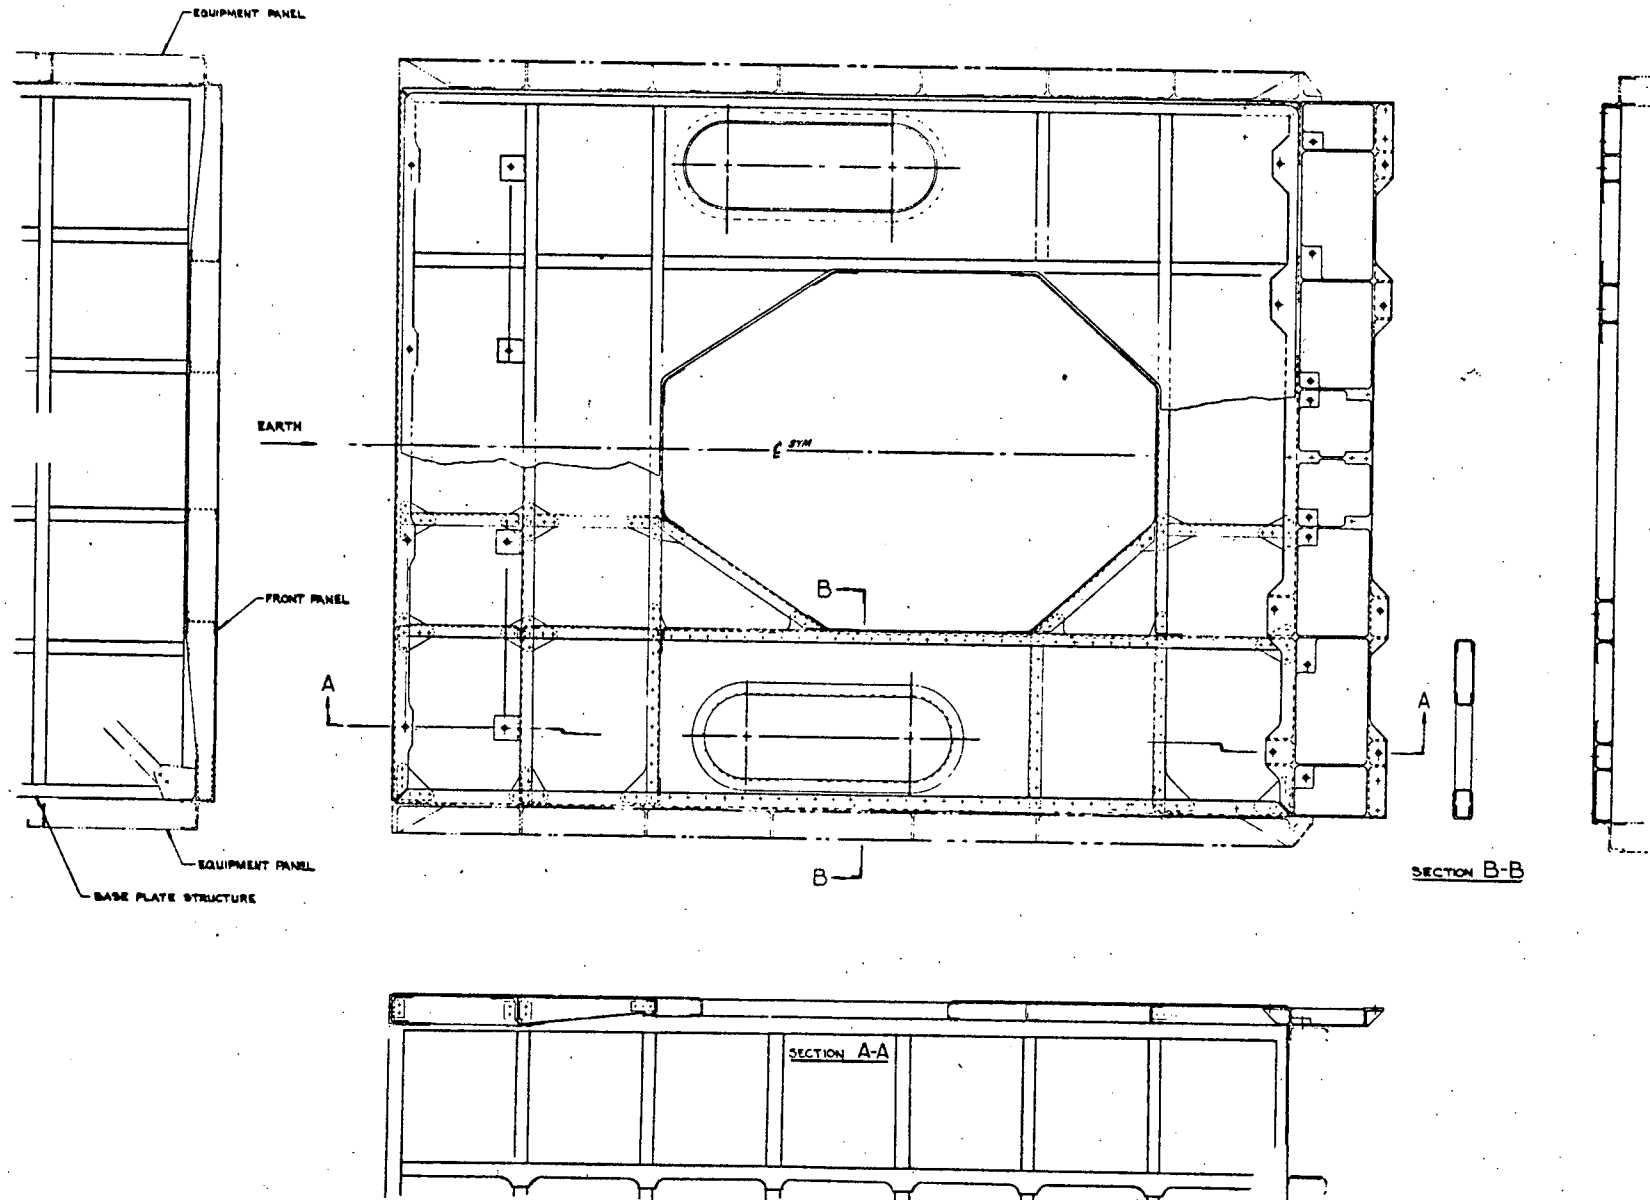 EQUIPMENT PANEL
EARTH
℄ SYM
B
FRONT PANEL
A
A
EQUIPMENT PANEL
B
SECTION B-B
BASE PLATE STRUCTURE
SECTION A-A